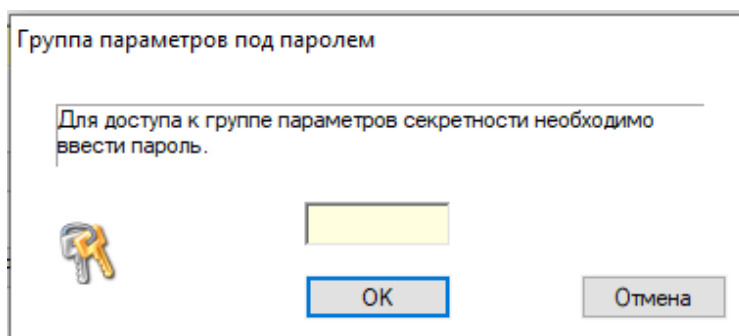 Группа параметров под паролем
Для доступа к группе параметров секретности необходимо
ввести пароль.
OK
Отмена